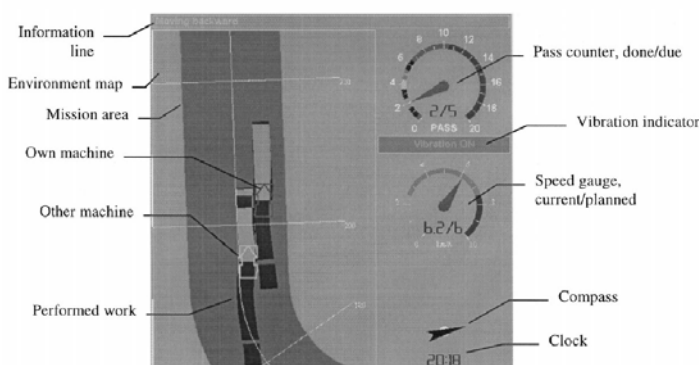 Information
line
Environment map
Mission area
Own machine
Other machine
Performed work
Moving backward
2/5
PASS
0
2
4
6
8
10
12
14
16
18
20
Vibration ON
6.2/6
20:18
Pass counter, done/due
Vibration indicator
Speed gauge,
current/planned
Compass
Clock